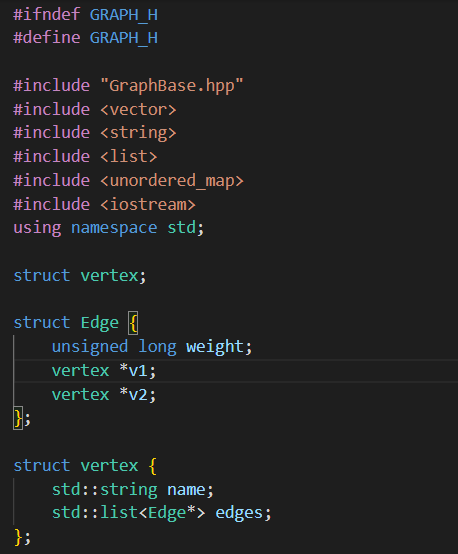 #ifndef GRAPH_H
#define GRAPH_H

#include "GraphBase.hpp"
#include <vector>
#include <string>
#include <list>
#include <unordered_map>
#include <iostream>
using namespace std;

struct vertex;

struct Edge {
    unsigned long weight;
    vertex *v1;
    vertex *v2;
};

struct vertex {
    std::string name;
    std::list<Edge*> edges;
};